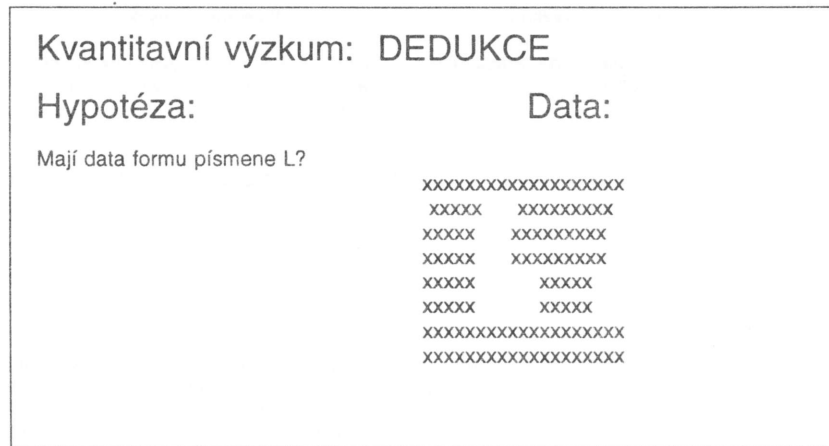 Kvantitavní výzkum: DEDUKCE
Hypotéza: Data:
Mají data formu písmene L?
xxxxxxxxxxxxxxxxxxx
xxxxx xxxxxxxxx
xxxxx xxxxxxxxx
xxxxx xxxxxxxxx
xxxxx xxxxx
xxxxx xxxxx
xxxxxxxxxxxxxxxxxxx
xxxxxxxxxxxxxxxxxxx